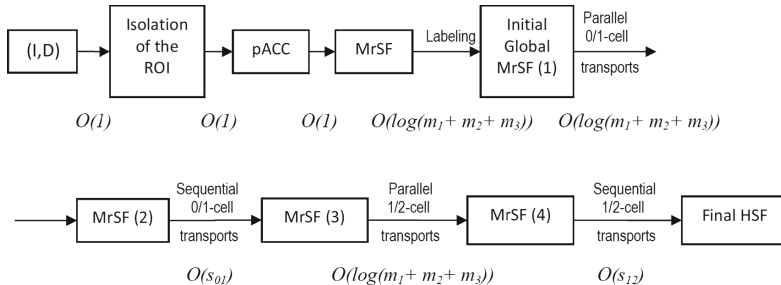 (I,D)
Isolation
of the
ROI
pACC
MrSF
Labeling
Initial
Global
MrSF (1)
Parallel
0/1-cell
transports
O(1)
O(1)
O(1)
O(log(m₁+ m₂+ m₃))
O(log(m₁+ m₂+ m₃))
MrSF (2)
Sequential
0/1-cell
transports
MrSF (3)
Parallel
1/2-cell
transports
MrSF (4)
Sequential
1/2-cell
transports
Final HSF
O(s₀₁)
O(log(m₁+ m₂+ m₃))
O(s₁₂)